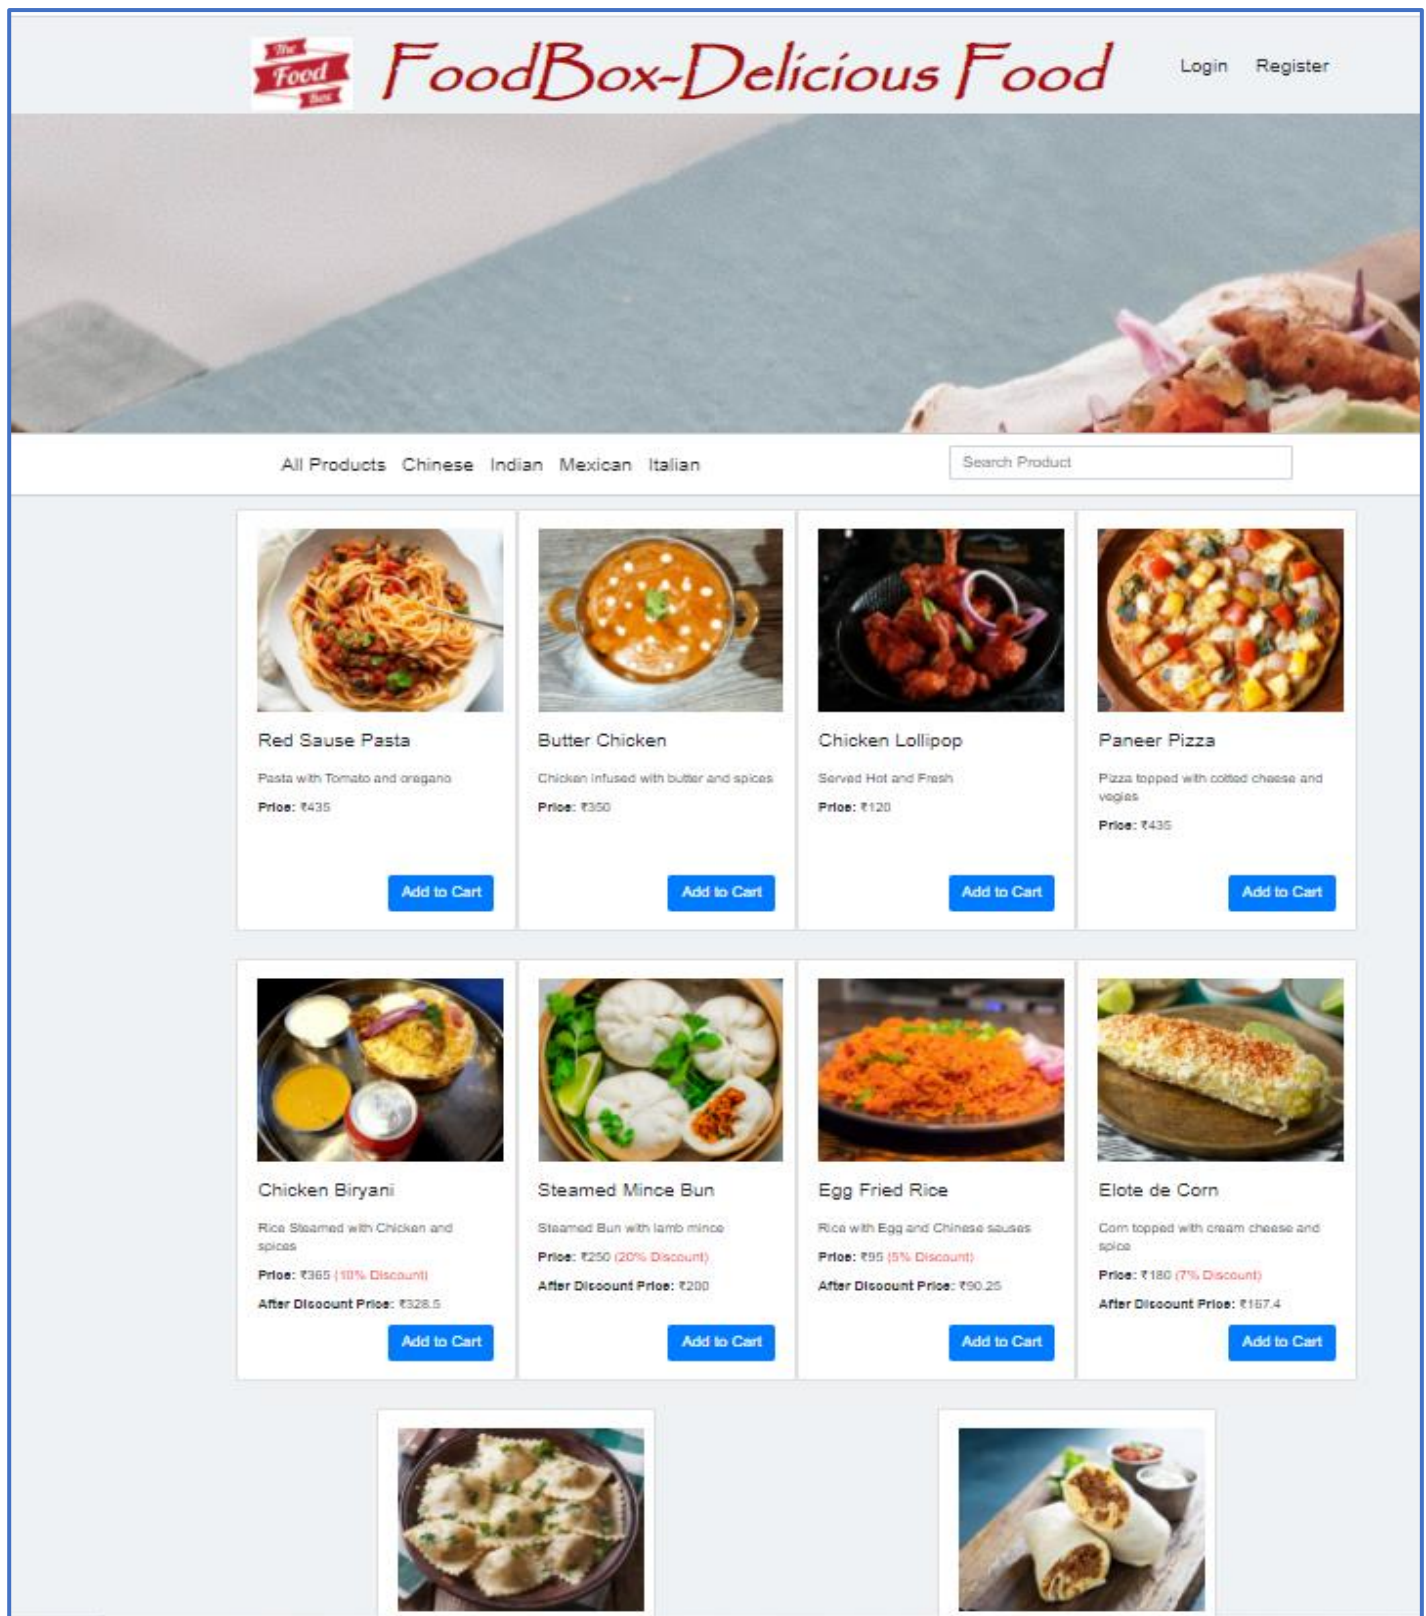 The
Food
Box
FoodBox-Delicious Food
Login Register
All Products Chinese Indian Mexican Italian
Search Product
Red Sause Pasta
Pasta with Tomato and oregano
Price: ₹435
Add to Cart
Butter Chicken
Chicken infused with butter and spices
Price: ₹350
Add to Cart
Chicken Lollipop
Served Hot and Fresh
Price: ₹120
Add to Cart
Paneer Pizza
Pizza topped with cotted cheese and
vegies
Price: ₹435
Add to Cart
Chicken Biryani
Rice Steamed with Chicken and
spices
Price: ₹365 (10% Discount)
After Discount Price: ₹328.5
Add to Cart
Steamed Mince Bun
Steamed Bun with lamb mince
Price: ₹250 (20% Discount)
After Discount Price: ₹200
Add to Cart
Egg Fried Rice
Rice with Egg and Chinese sauses
Price: ₹95 (5% Discount)
After Discount Price: ₹90.25
Add to Cart
Elote de Corn
Corn topped with cream cheese and
spice
Price: ₹180 (7% Discount)
After Discount Price: ₹167.4
Add to Cart